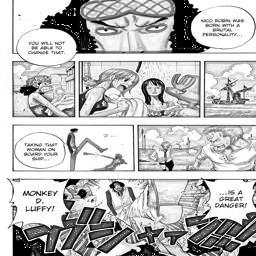 NICO ROBIN WAS
BORN WITH A
BRUTAL
PERSONALITY...
YOU WILL NOT
BE ABLE TO
CHANGE THAT.
TAKING THAT
WOMAN ON
BOARD YOUR
SHIP...
MONKEY
D.
LUFFY!
...IS A
GREAT
DANGER!